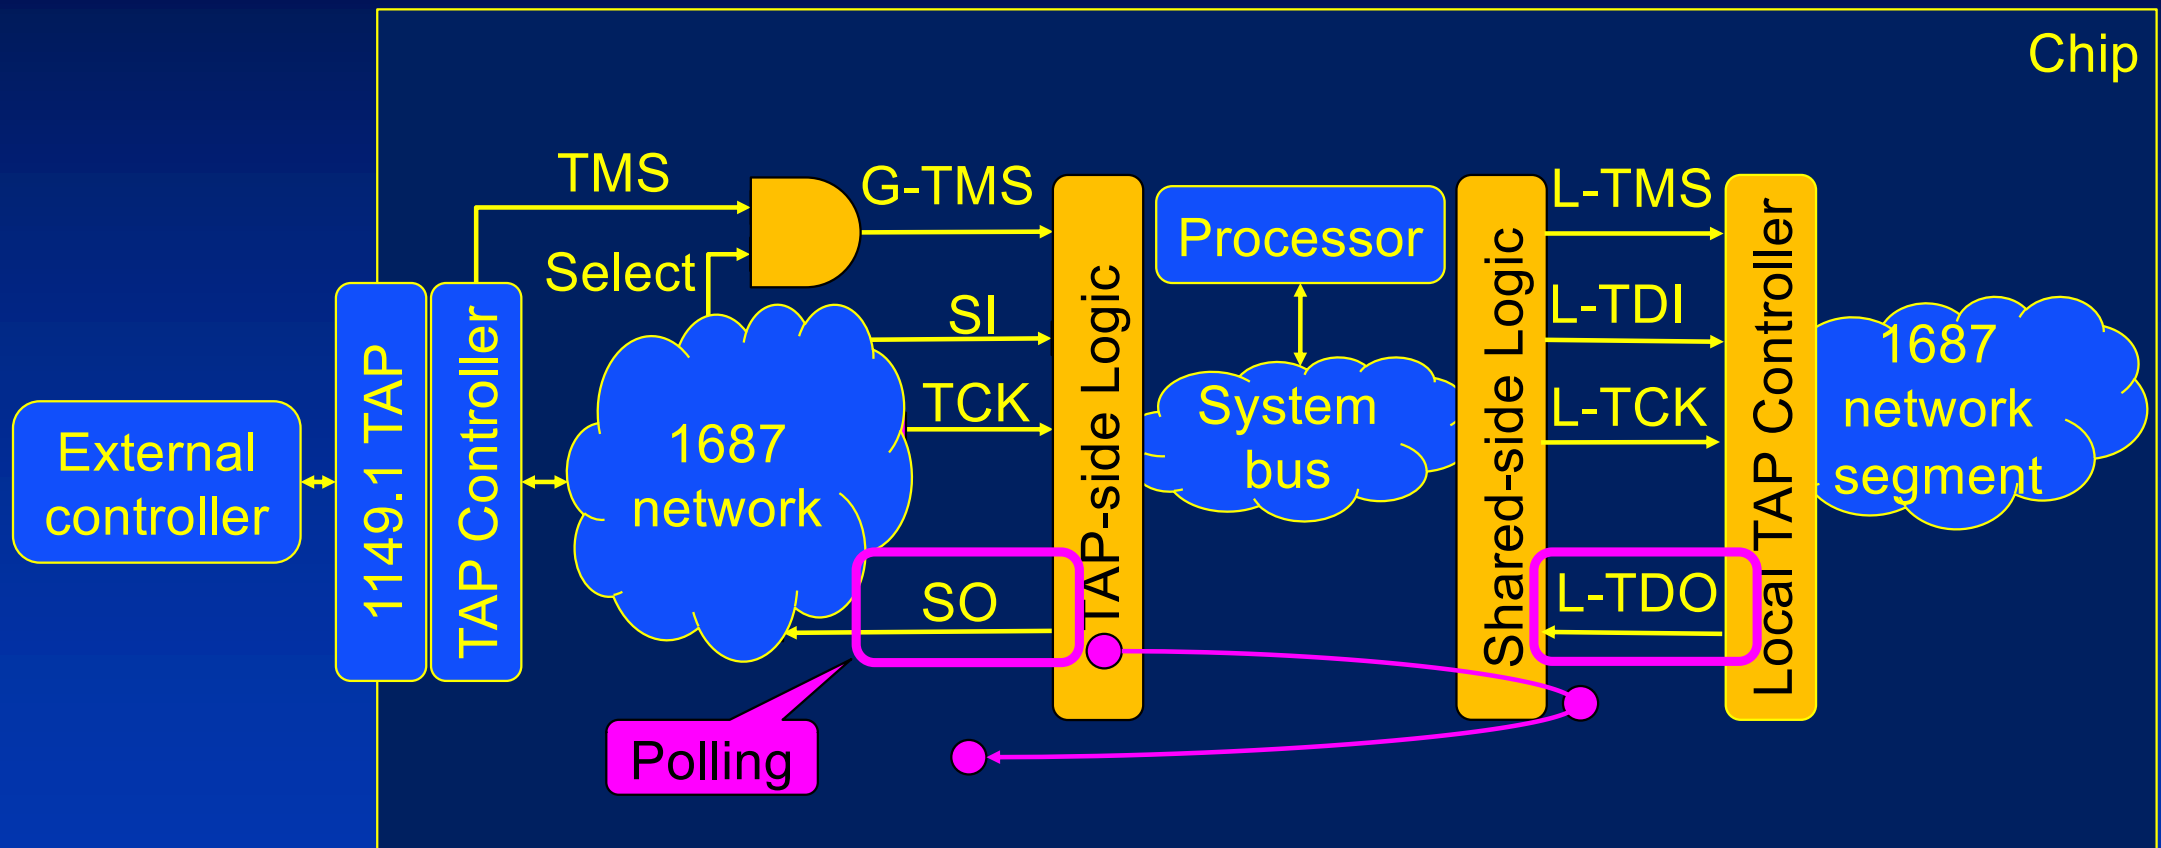 Chip
TMS
G-TMS
L-TMS
Select
Processor
SI
L-TDI
TCK
L-TCK
External
controller
1149.1 TAP
TAP Controller
1687
network
TAP-side Logic
System
bus
Shared-side Logic
Local TAP Controller
1687
network
segment
SO
L-TDO
Polling